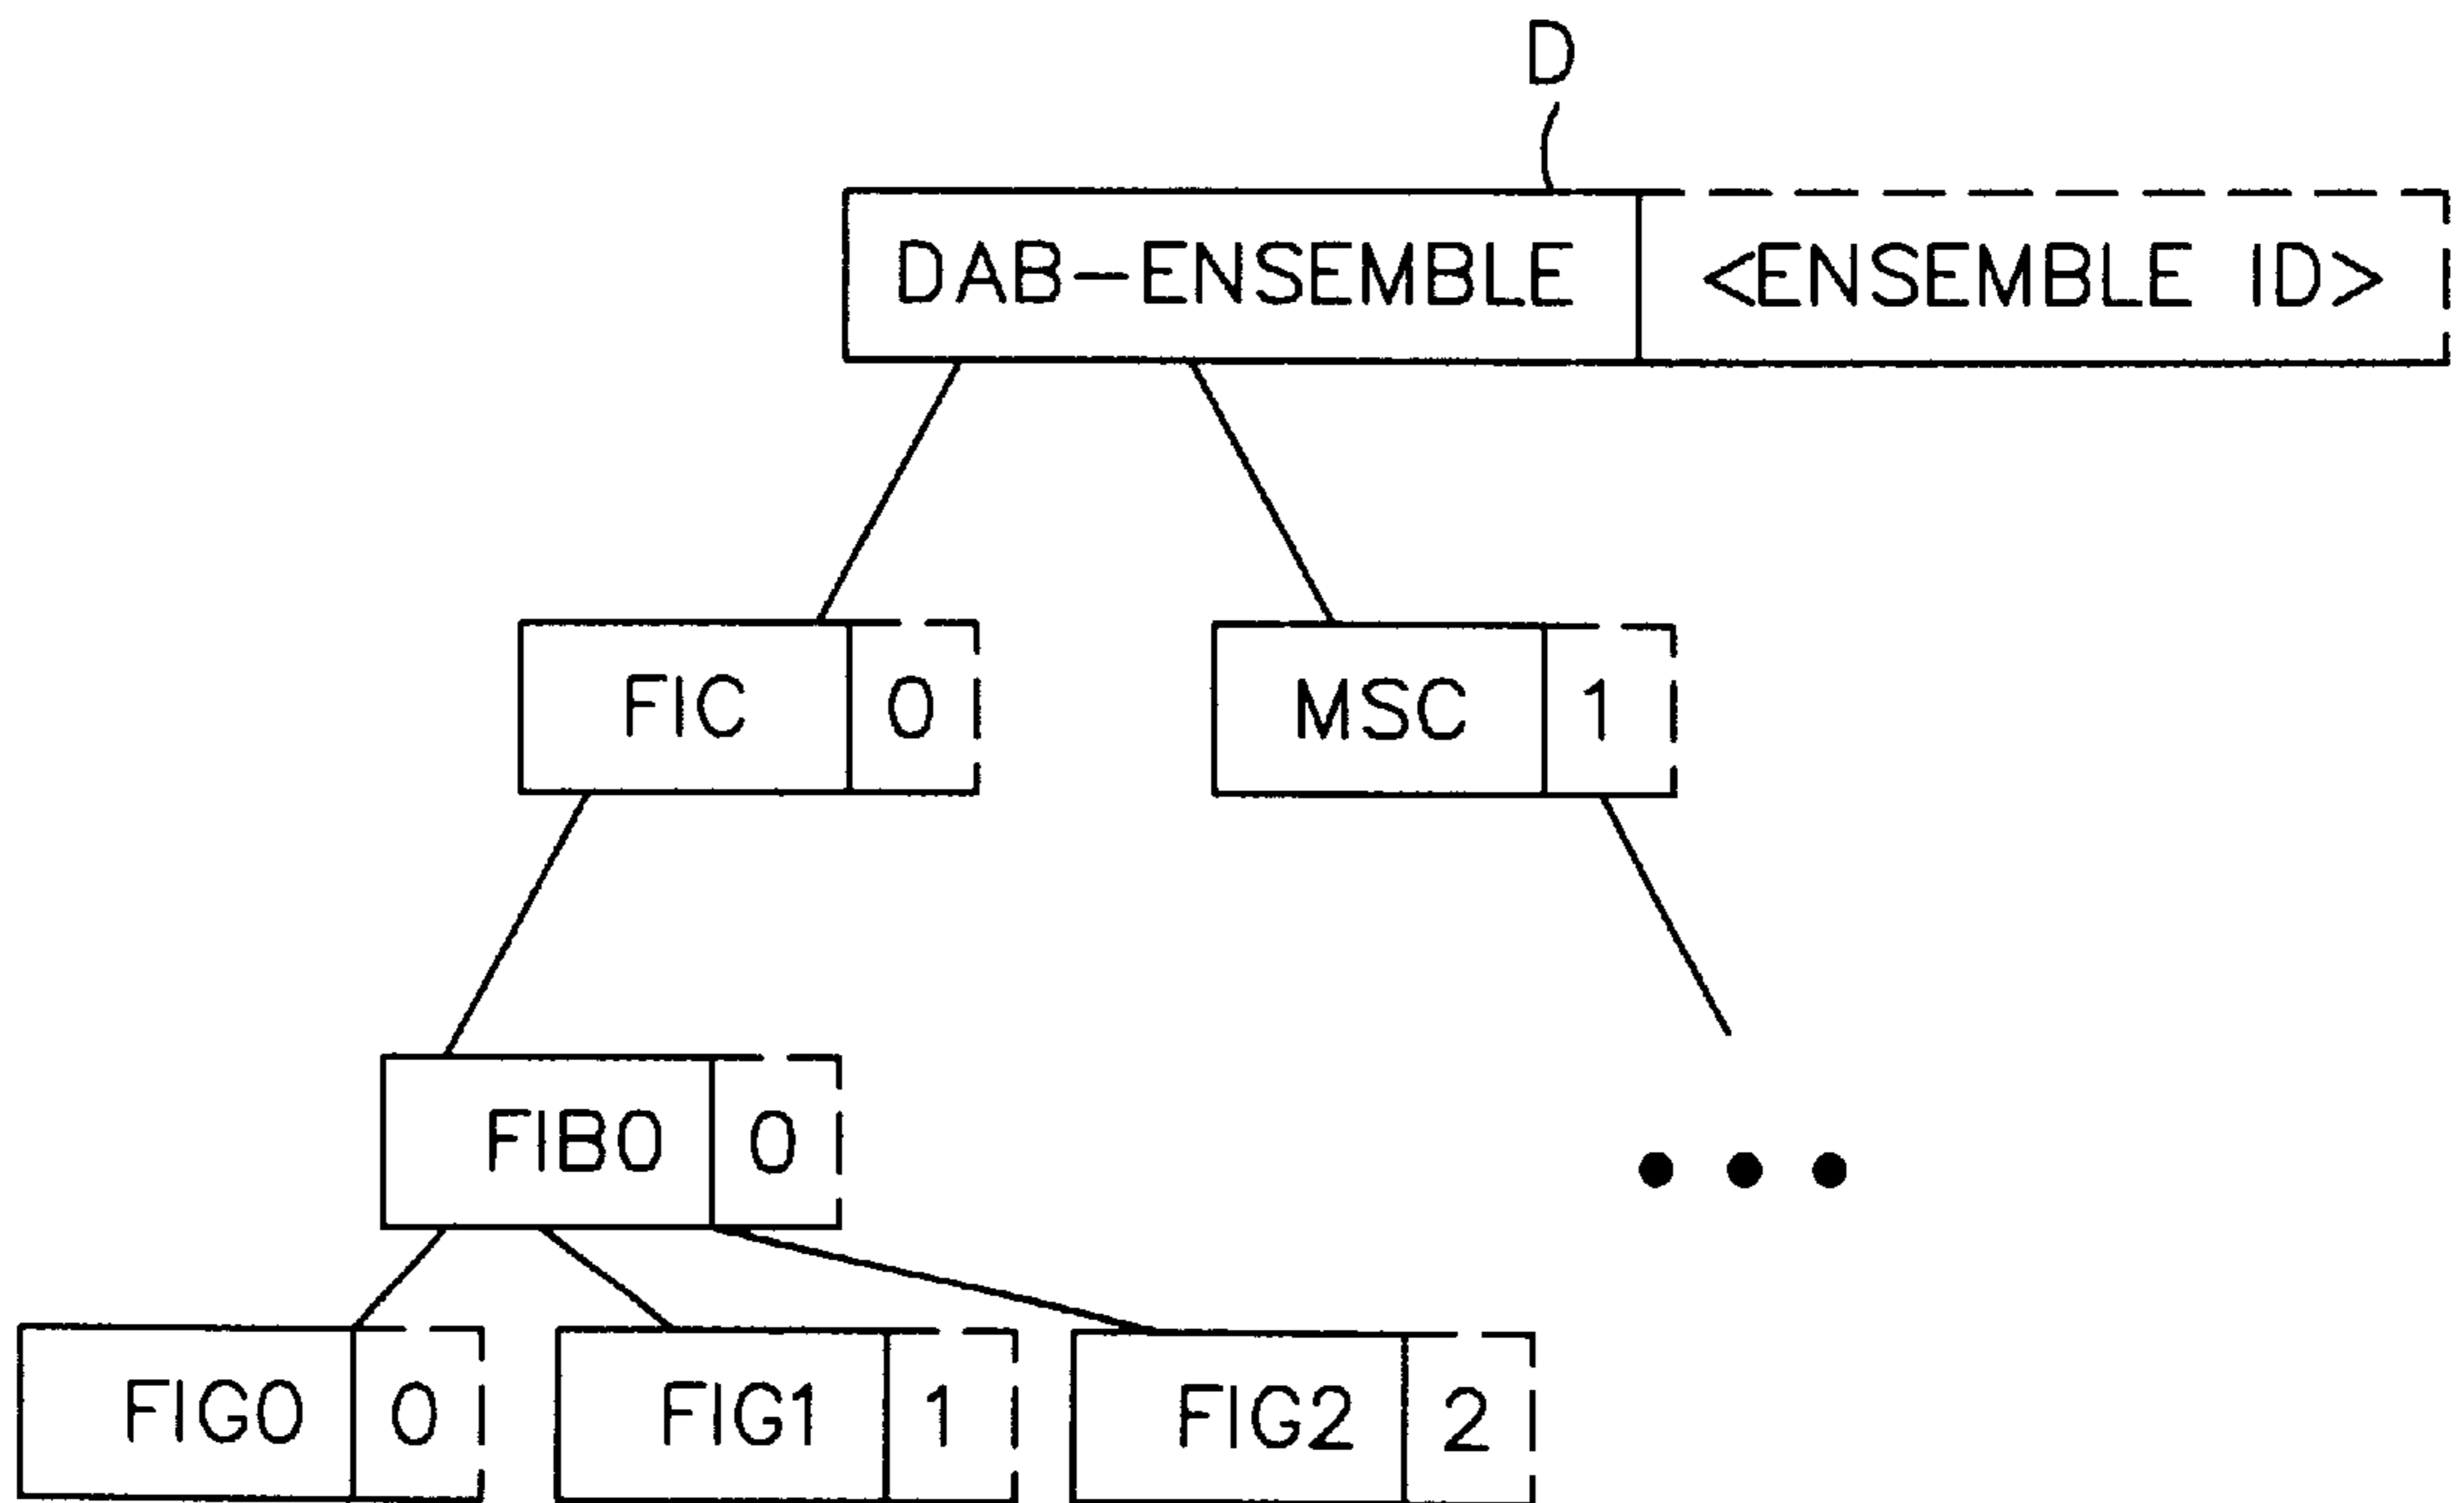 D
DAB-ENSEMBLE <ENSEMBLE ID>
FIC 0 MSC 1
FIB0 0
FIG0 0 FIG1 1 FIG2 2